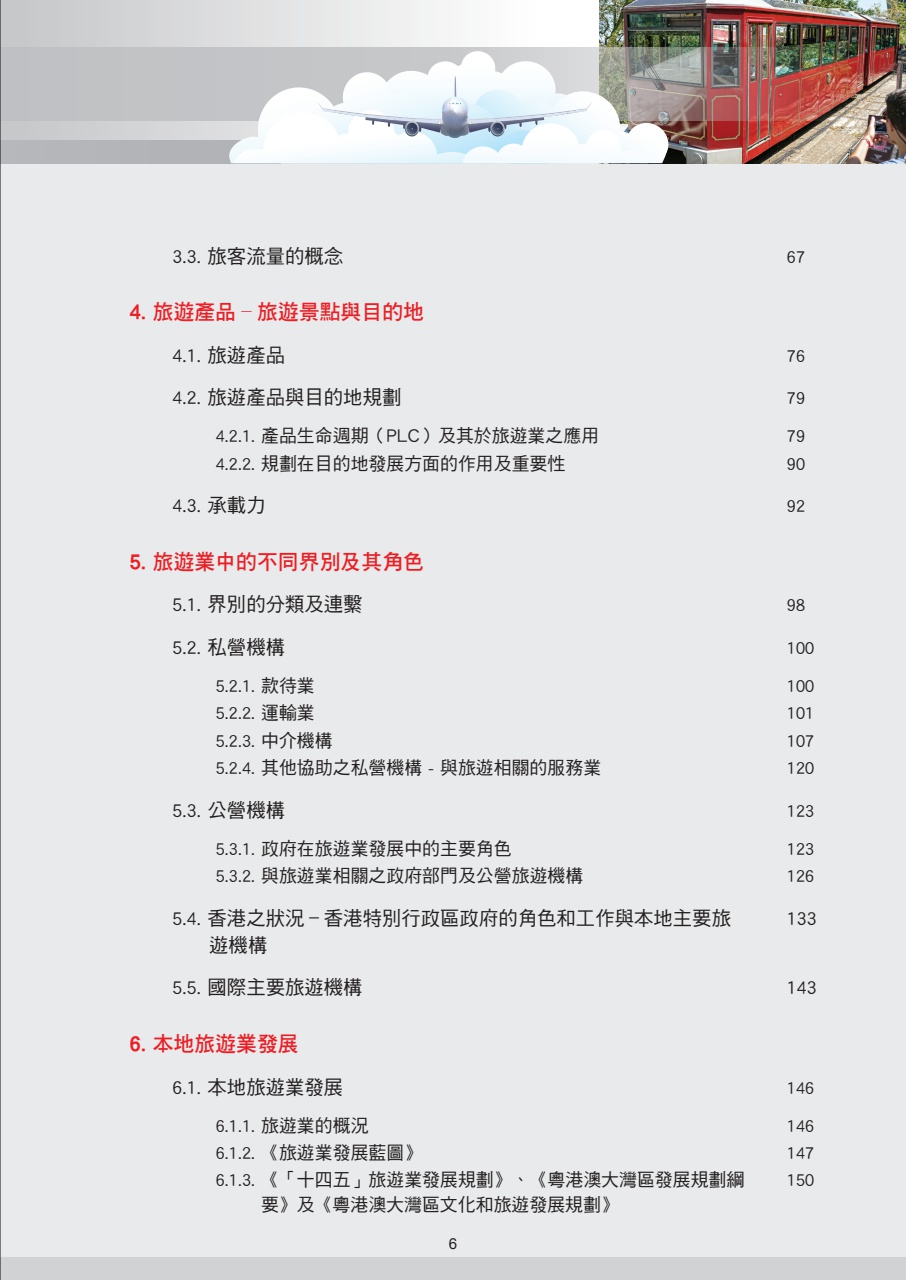 3.3. 旅客流量的概念 67
4. 旅遊產品－旅遊景點與目的地
4.1. 旅遊產品 76
4.2. 旅遊產品與目的地規劃 79
4.2.1. 產品生命週期（PLC）及其於旅遊業之應用 79
4.2.2. 規劃在目的地發展方面的作用及重要性 90
4.3. 承載力 92
5. 旅遊業中的不同界別及其角色
5.1. 界別的分類及連繫 98
5.2. 私營機構 100
5.2.1. 款待業 100
5.2.2. 運輸業 101
5.2.3. 中介機構 107
5.2.4. 其他協助之私營機構 - 與旅遊相關的服務業 120
5.3. 公營機構 123
5.3.1. 政府在旅遊業發展中的主要角色 123
5.3.2. 與旅遊業相關之政府部門及公營旅遊機構 126
5.4. 香港之狀況－香港特別行政區政府的角色和工作與本地主要旅 133
遊機構
5.5. 國際主要旅遊機構 143
6. 本地旅遊業發展
6.1. 本地旅遊業發展 146
6.1.1. 旅遊業的概況 146
6.1.2. 《旅遊業發展藍圖》 147
6.1.3. 《「十四五」旅遊業發展規劃》、《粵港澳大灣區發展規劃綱 150
要》及《粵港澳大灣區文化和旅遊發展規劃》
6